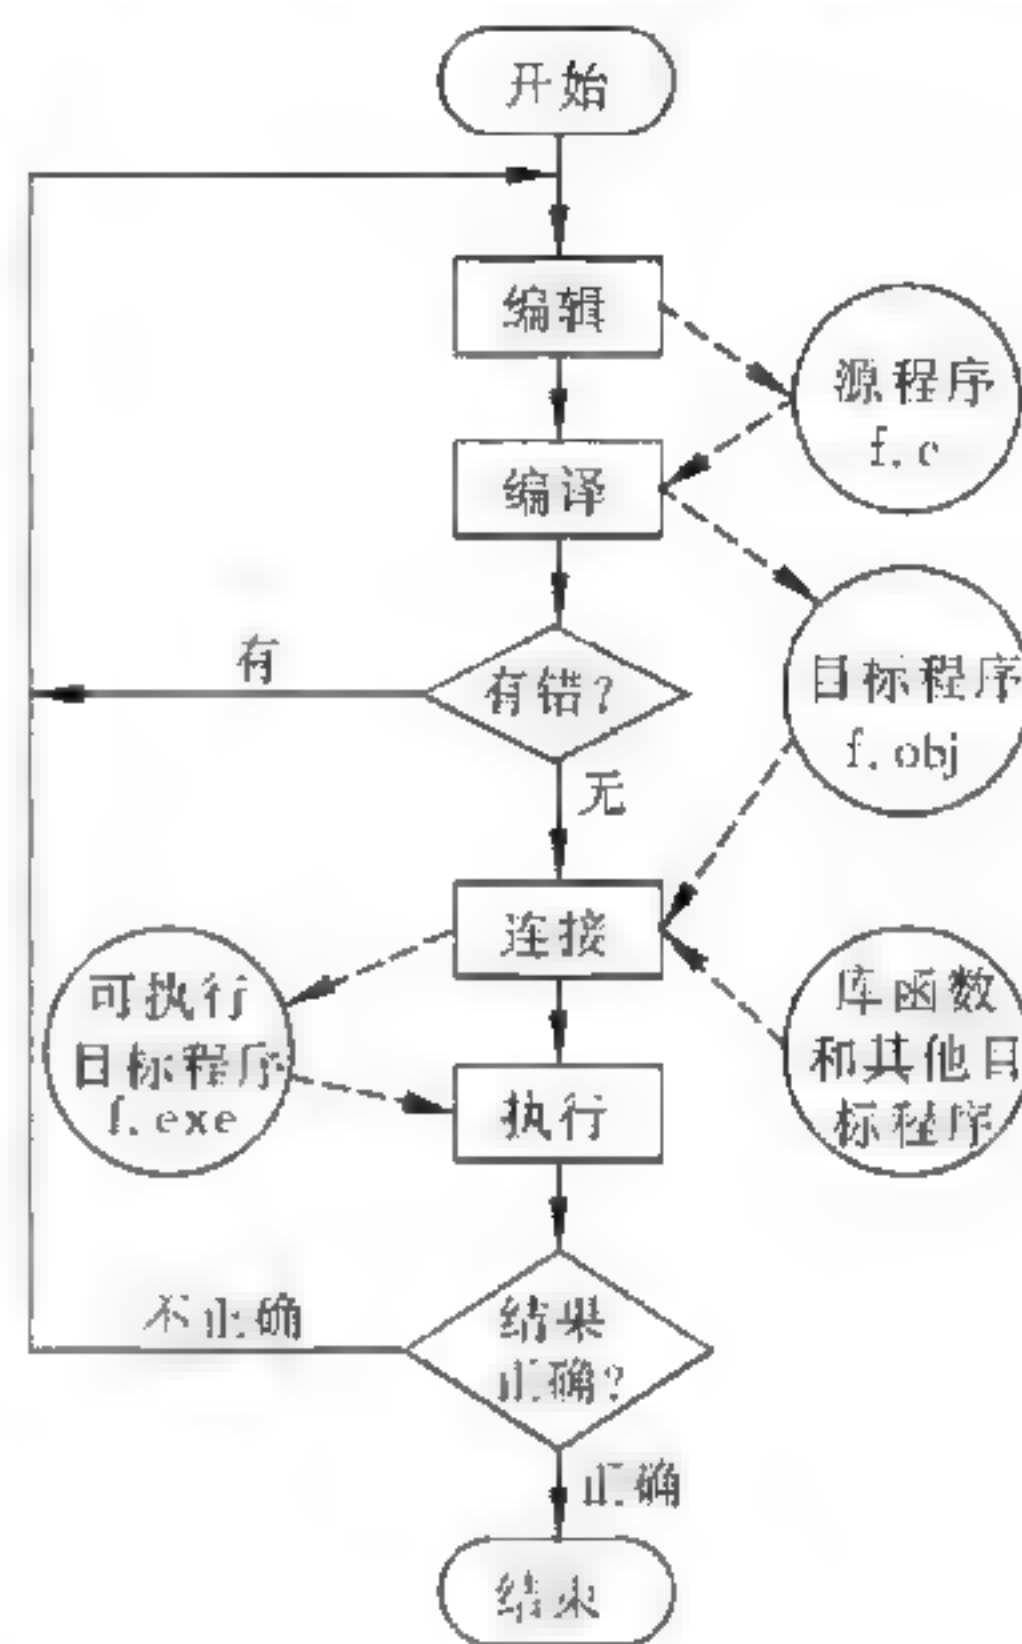 开始
编辑
源程序
f.c
编译
有
有错?
目标程序
f.obj
无
连接
可执行
目标程序
f.exe
库函数
和其他目
标程序
执行
不正确
结果
正确?
正确
结束